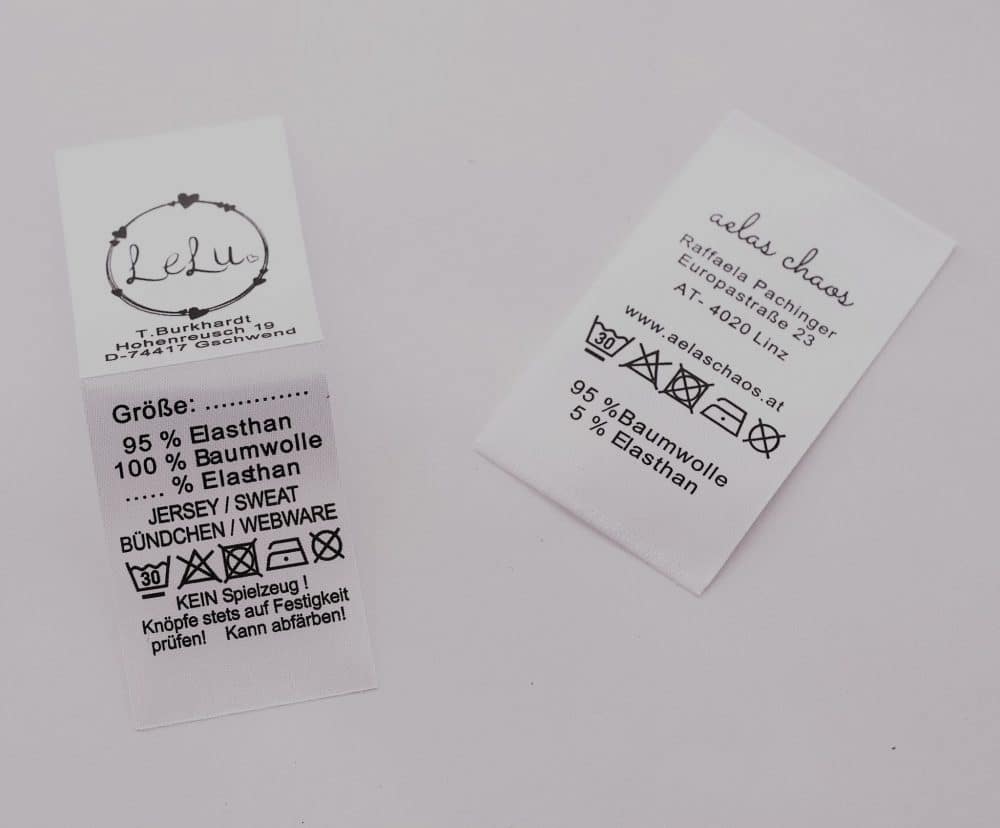 LeLu
T.Burkhardt
Hohenreusch 19
D-74417 Gschwend
Größe: .............
95 % Elasthan
100 % Baumwolle
..... % Elasthan
JERSEY / SWEAT
BÜNDCHEN / WEBWARE
30
KEIN Spielzeug !
Knöpfe stets auf Festigkeit
prüfen! Kann abfärben!
aelas chaos
Raffaela Pachinger
Europastraße 23
AT- 4020 Linz
www.aelaschaos.at
30
95 %Baumwolle
5 % Elasthan